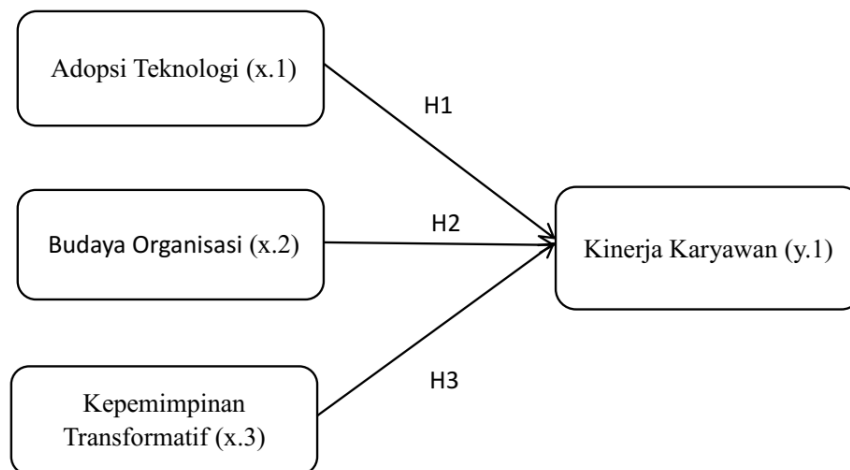 Adopsi Teknologi (x.1)
H1
Budaya Organisasi (x.2)
H2
Kinerja Karyawan (y.1)
H3
Kepemimpinan
Transformatif (x.3)